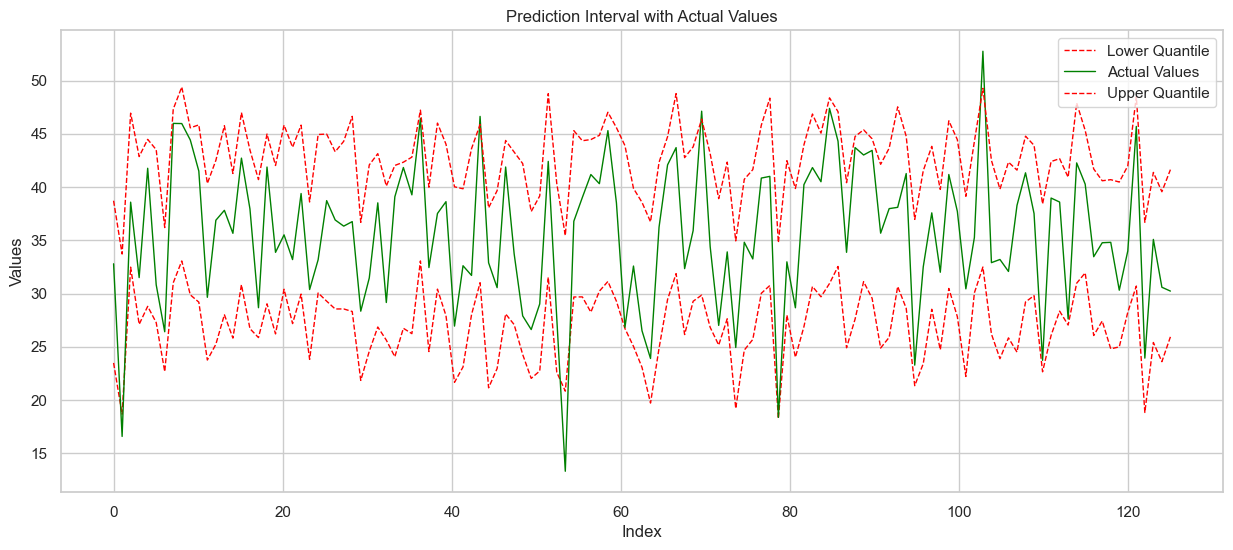 Prediction Interval with Actual Values
Lower Quantile
Actual Values
Upper Quantile
Values
50
45
40
35
30
25
20
15
0
20
40
60
80
100
120
Index